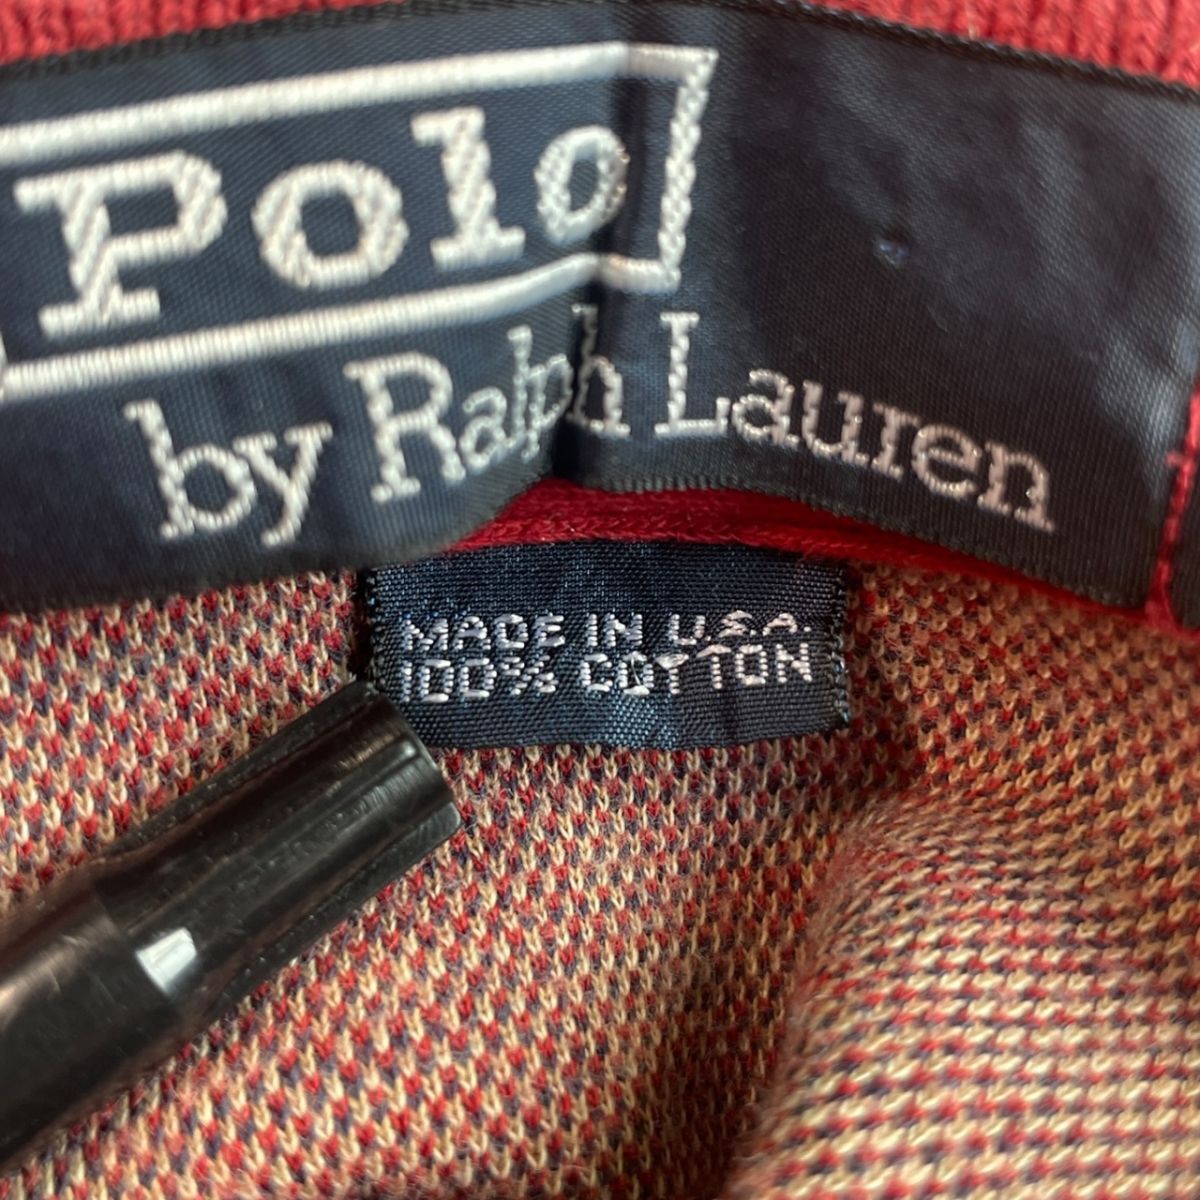 Polo
by Ralph Lauren
MADE IN U.S.A.
100% COTTON